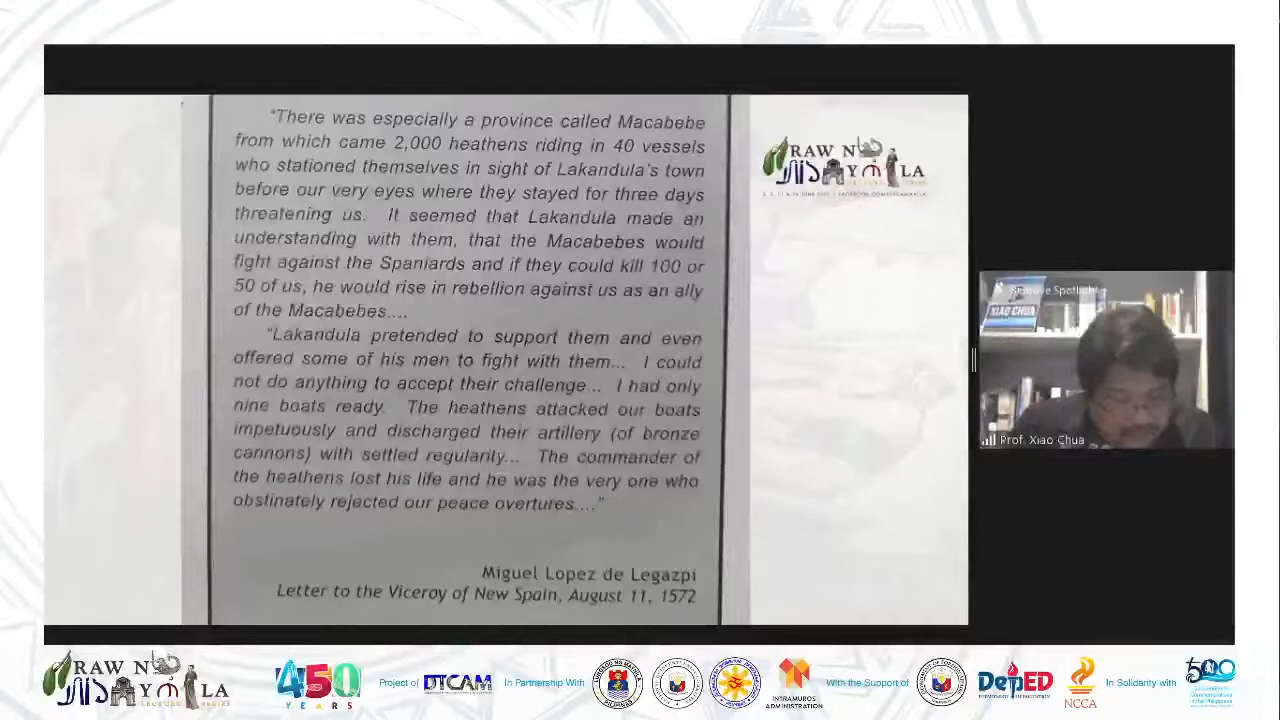 "There was especially a province called Macabebe
from which came 2,000 heathens riding in 40 vessels
who stationed themselves in sight of Lakandula's town
before our very eyes where they stayed for three days
threatening us. It seemed that Lakandula made an
understanding with them, that the Macabebes would
fight against the Spaniards and if they could kill 100 or
50 of us, he would rise in rebellion against us as an ally
of the Macabebes....
"Lakandula pretended to support them and even
offered some of his men to fight with them... I could
not do anything to accept their challenge... I had only
nine boats ready. The heathens attacked our boats
impetuously and discharged their artillery (of bronze
cannons) with settled regularity... The commander of
the heathens lost his life and he was the very one who
obstinately rejected our peace overtures...."
Miguel Lopez de Legazpi
Letter to the Viceroy of New Spain, August 11, 1572
Remove Spotlight
XIAO CHUA
Prof. Xiao Chua
450
YEARS
Project of
DTCAM
In Partnership With
INTRAMUROS
ADMINISTRATION
With the Support of
DepED
NCCA
In Solidarity with
500